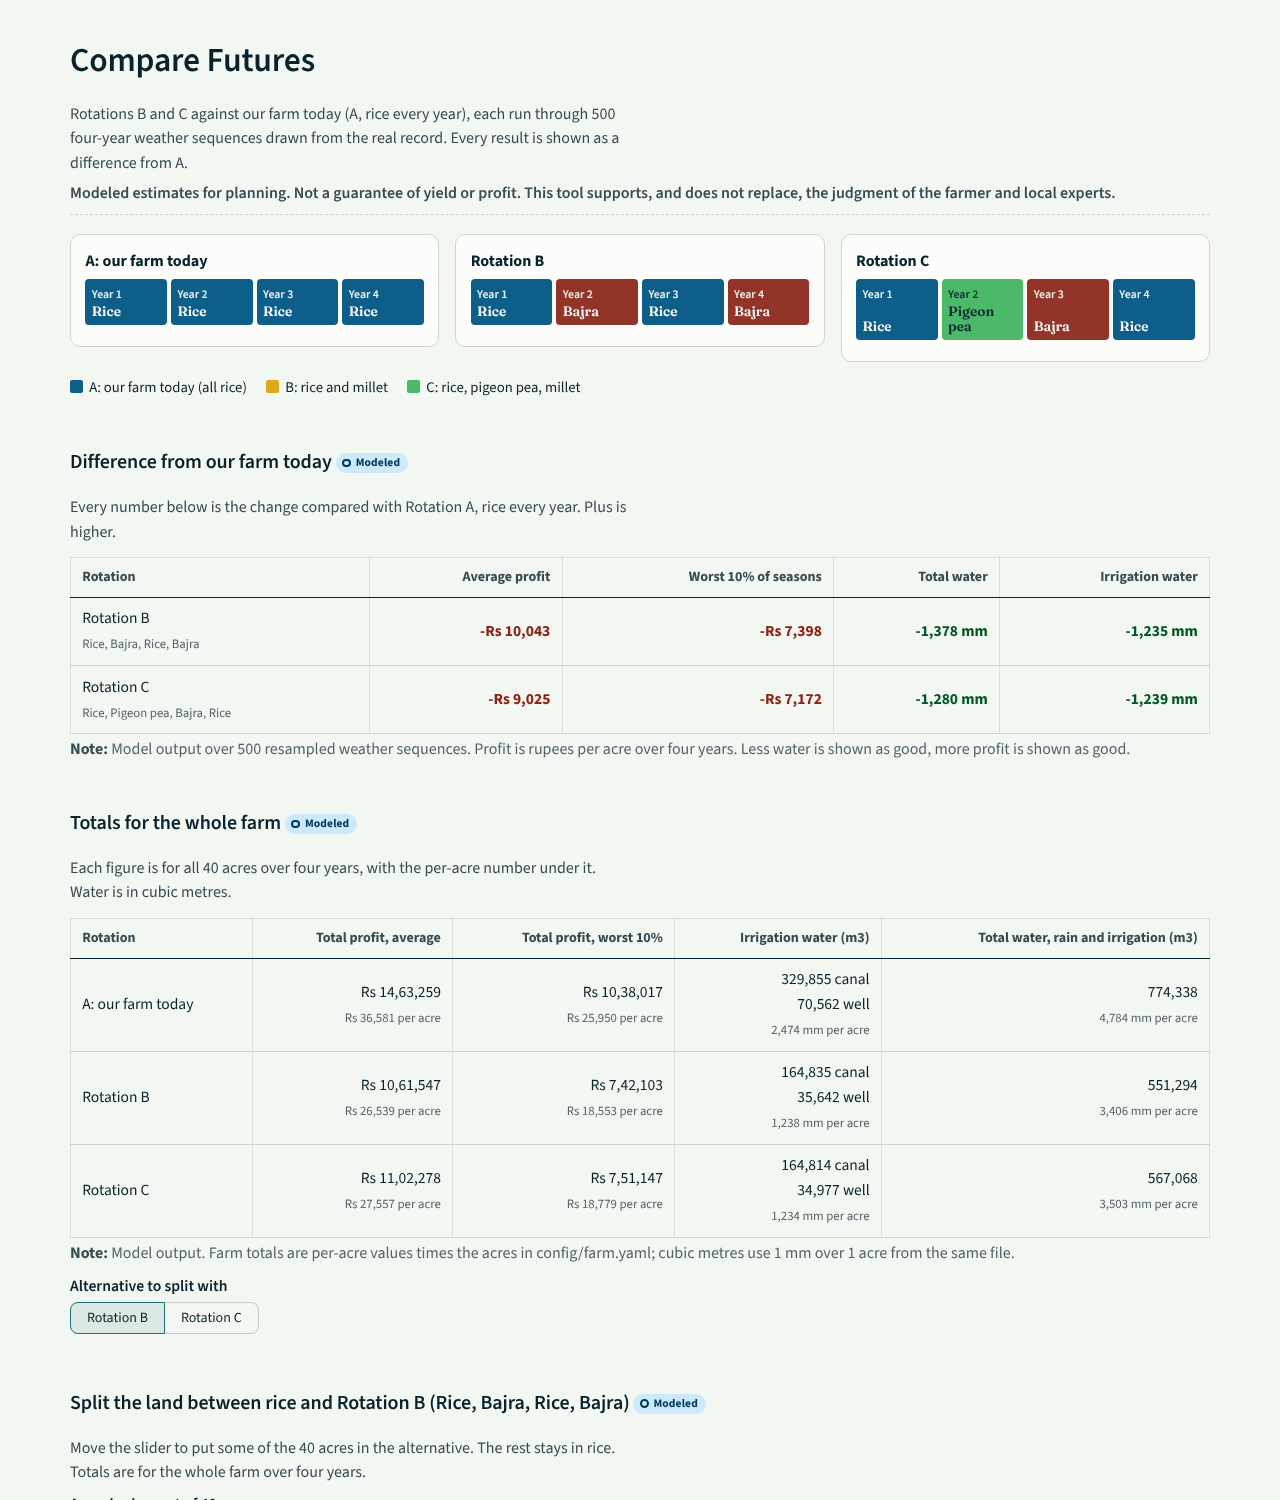 Compare Futures
Rotations B and C against our farm today (A, rice every year), each run through 500
four-year weather sequences drawn from the real record. Every result is shown as a
difference from A.
Modeled estimates for planning. Not a guarantee of yield or profit. This tool supports, and does not replace, the judgment of the farmer and local experts.
A: our farm today
Year 1 Year 2 Year 3 Year 4
Rice Rice Rice Rice
Rotation B
Year 1 Year 2 Year 3 Year 4
Rice Bajra Rice Bajra
Rotation C
Year 1 Year 2 Year 3 Year 4
Rice Pigeon pea Bajra Rice
A: our farm today (all rice) B: rice and millet C: rice, pigeon pea, millet
Difference from our farm today Modeled
Every number below is the change compared with Rotation A, rice every year. Plus is
higher.
Rotation Average profit Worst 10% of seasons Total water Irrigation water
Rotation B
Rice, Bajra, Rice, Bajra
-Rs 10,043 -Rs 7,398 -1,378 mm -1,235 mm
Rotation C
Rice, Pigeon pea, Bajra, Rice
-Rs 9,025 -Rs 7,172 -1,280 mm -1,239 mm
Note: Model output over 500 resampled weather sequences. Profit is rupees per acre over four years. Less water is shown as good, more profit is shown as good.
Totals for the whole farm Modeled
Each figure is for all 40 acres over four years, with the per-acre number under it.
Water is in cubic metres.
Rotation Total profit, average Total profit, worst 10% Irrigation water (m3) Total water, rain and irrigation (m3)
A: our farm today
Rs 14,63,259
Rs 36,581 per acre
Rs 10,38,017
Rs 25,950 per acre
329,855 canal
70,562 well
2,474 mm per acre
774,338
4,784 mm per acre
Rotation B
Rs 10,61,547
Rs 26,539 per acre
Rs 7,42,103
Rs 18,553 per acre
164,835 canal
35,642 well
1,238 mm per acre
551,294
3,406 mm per acre
Rotation C
Rs 11,02,278
Rs 27,557 per acre
Rs 7,51,147
Rs 18,779 per acre
164,814 canal
34,977 well
1,234 mm per acre
567,068
3,503 mm per acre
Note: Model output. Farm totals are per-acre values times the acres in config/farm.yaml; cubic metres use 1 mm over 1 acre from the same file.
Alternative to split with
Rotation B Rotation C
Split the land between rice and Rotation B (Rice, Bajra, Rice, Bajra) Modeled
Move the slider to put some of the 40 acres in the alternative. The rest stays in rice.
Totals are for the whole farm over four years.